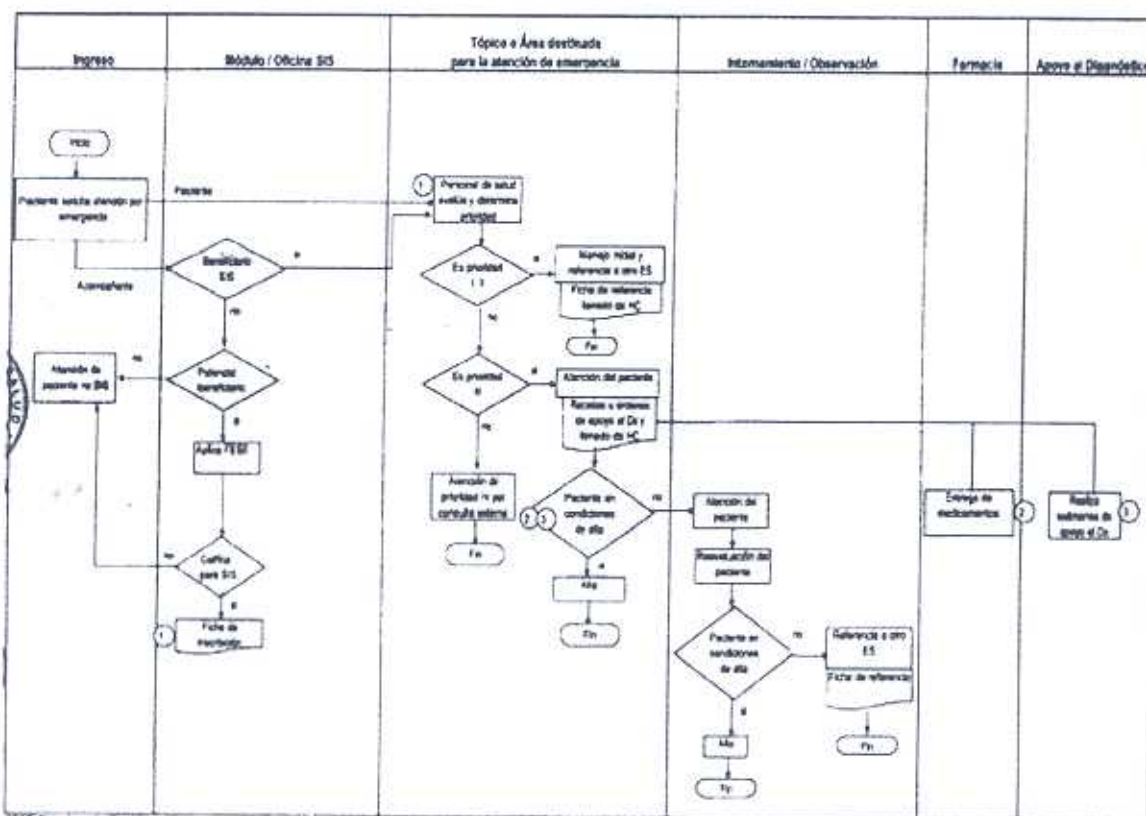 Ingreso
Módulo / Oficina SIS
Tópico o Área destinada
para la atención de emergencia
Internamiento / Observación
Farmacia
Apoyo al Diagnóstico
Inicio
Paciente solicita atención por
emergencia
Paciente
Acompañante
Beneficiario
SIS
si
no
Potencial
beneficiario
no
Atención de
paciente no SIS
si
Aplica
Califica
para SIS
no
si
1
Ficha de
inscripción
1
Personal de salud
evalúa y determina
prioridad
Es prioridad
si
Manejo inicial y
referencia a otro ES
Ficha de referencia
llenado de HC
Fin
no
Es prioridad
si
Atención del paciente
Recetas u órdenes
de apoyo al Dx y
llenado de HC
no
Atención de
prioridad IV por
consulta externa
Fin
2
3
Paciente en
condiciones
de alta
no
si
Alta
Fin
Atención del
paciente
Reevaluación del
paciente
Paciente en
condiciones
de alta
no
Referencia a otro
ES
Ficha de referencia
Fin
si
Alta
Fin
Entrega de
medicamentos
2
Realiza
exámenes de
apoyo al Dx
3